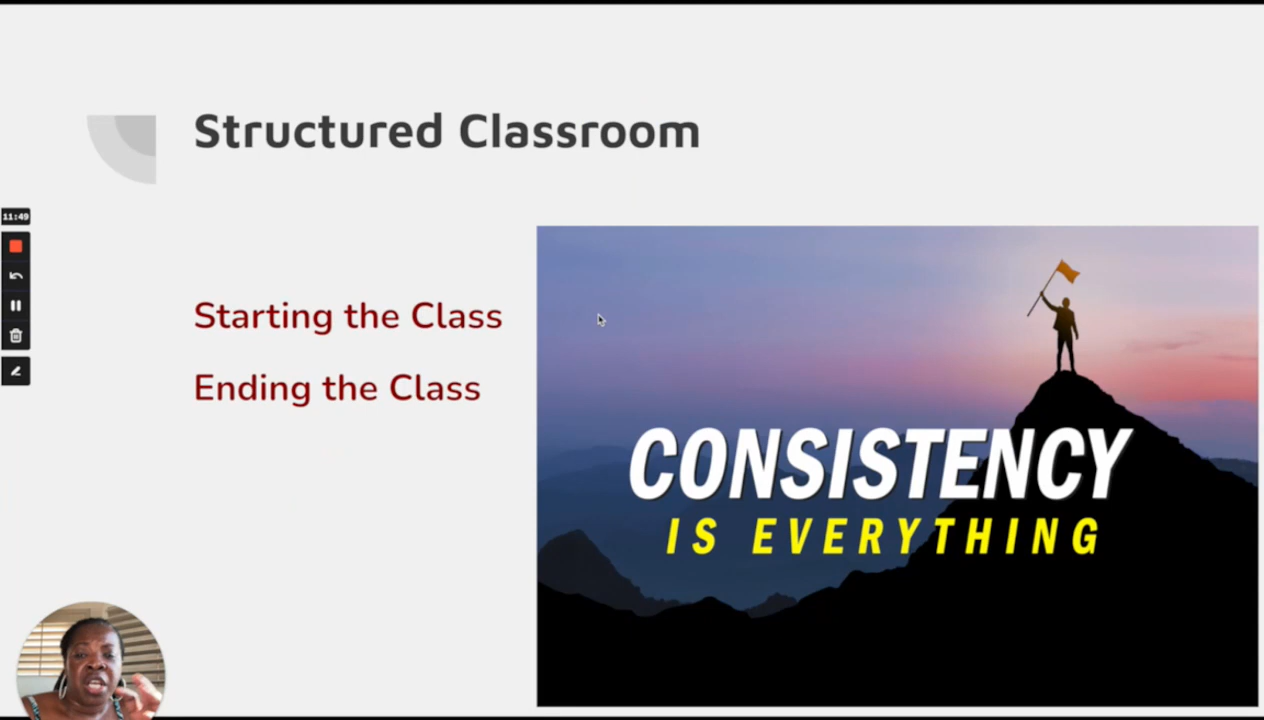 Structured Classroom
11:49
Starting the Class
Ending the Class
CONSISTENCY
IS EVERYTHING